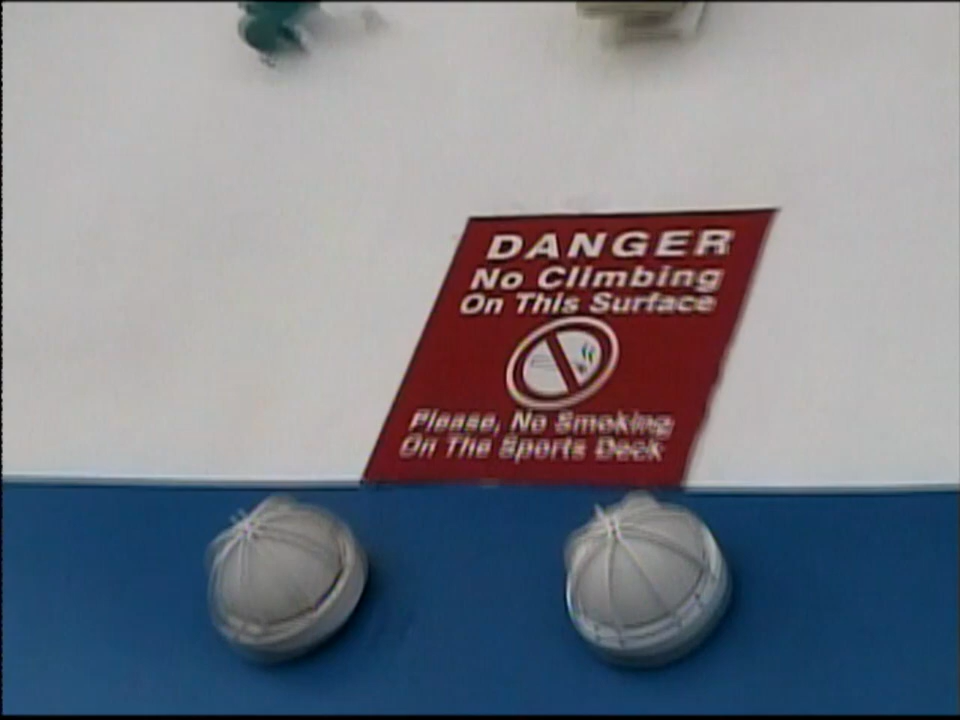 DANGER
No Climbing
On This Surface
Please, No Smoking
On The Sports Deck